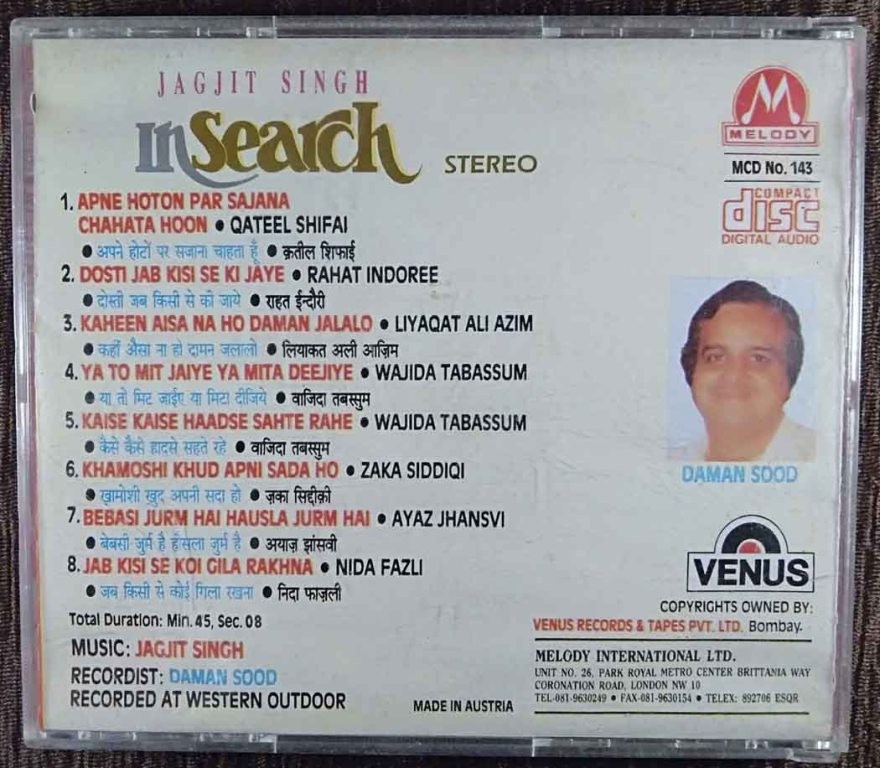 JAGJIT SINGH
InSearch STEREO
1. APNE HOTON PAR SAJANA
CHAHATA HOON • QATEEL SHIFAI
• अपने होटों पर सजाना चाहता हूँ • क़तील शिफाई
2. DOSTI JAB KISI SE KI JAYE • RAHAT INDOREE
• दोस्ती जब किसी से की जाये • राहत ईन्दौरी
3. KAHEEN AISA NA HO DAMAN JALALO • LIYAQAT ALI AZIM
• कहीं ऐसा ना हो दामन जलालो • लियाकत अली आज़िम
4. YA TO MIT JAIYE YA MITA DEEJIYE • WAJIDA TABASSUM
• या तो मिट जाईए या मिटा दीजिये • वाजिदा तबस्सुम
5. KAISE KAISE HAADSE SAHTE RAHE • WAJIDA TABASSUM
• कैसे कैसे हादसे सहते रहे • वाजिदा तबस्सुम
6. KHAMOSHI KHUD APNI SADA HO • ZAKA SIDDIQI
• ख़ामोशी ख़ुद अपनी सदा हो • ज़का सिद्दीक़ी
7. BEBASI JURM HAI HAUSLA JURM HAI • AYAZ JHANSVI
• बेबसी जुर्म है हौसला जुर्म है • अयाज़ झांसवी
8. JAB KISI SE KOI GILA RAKHNA • NIDA FAZLI
• जब किसी से कोई गिला रखना • निदा फाज़ली
Total Duration: Min. 45, Sec. 08
MUSIC: JAGJIT SINGH
RECORDIST: DAMAN SOOD
RECORDED AT WESTERN OUTDOOR
MADE IN AUSTRIA
M
MELODY
MCD No. 143
COMPACT
disc
DIGITAL AUDIO
DAMAN SOOD
VENUS
COPYRIGHTS OWNED BY:
VENUS RECORDS & TAPES PVT. LTD. Bombay.
MELODY INTERNATIONAL LTD.
UNIT NO. 26, PARK ROYAL METRO CENTER BRITTANIA WAY
CORONATION ROAD, LONDON NW 10
TEL-081-9630249 • FAX-081-9630154 • TELEX: 892706 ESQR